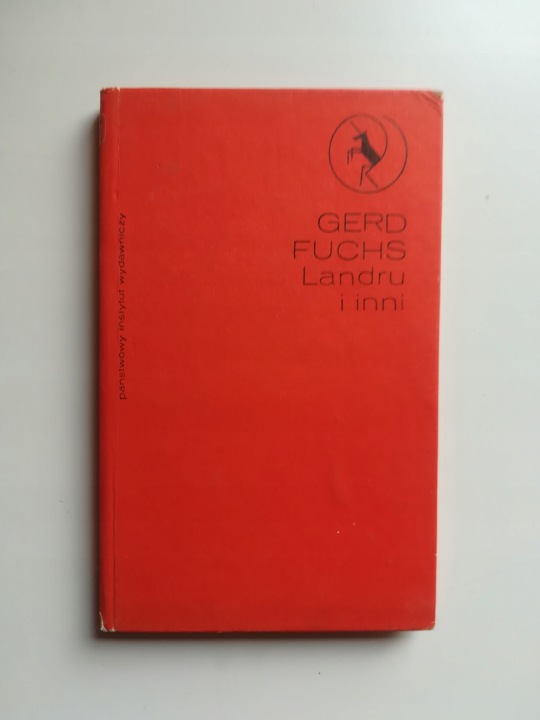 GERD
FUCHS
Landru
i inni
państwowy instytut wydawniczy